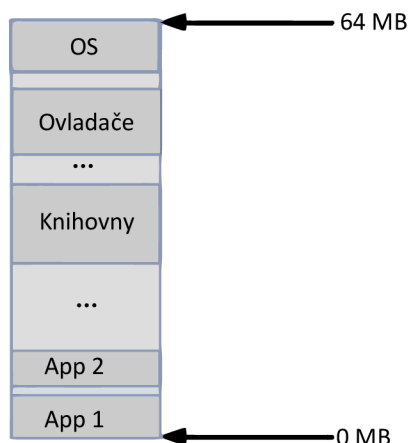 64 MB
OS
Ovladače
...
Knihovny
...
App 2
App 1
0 MB